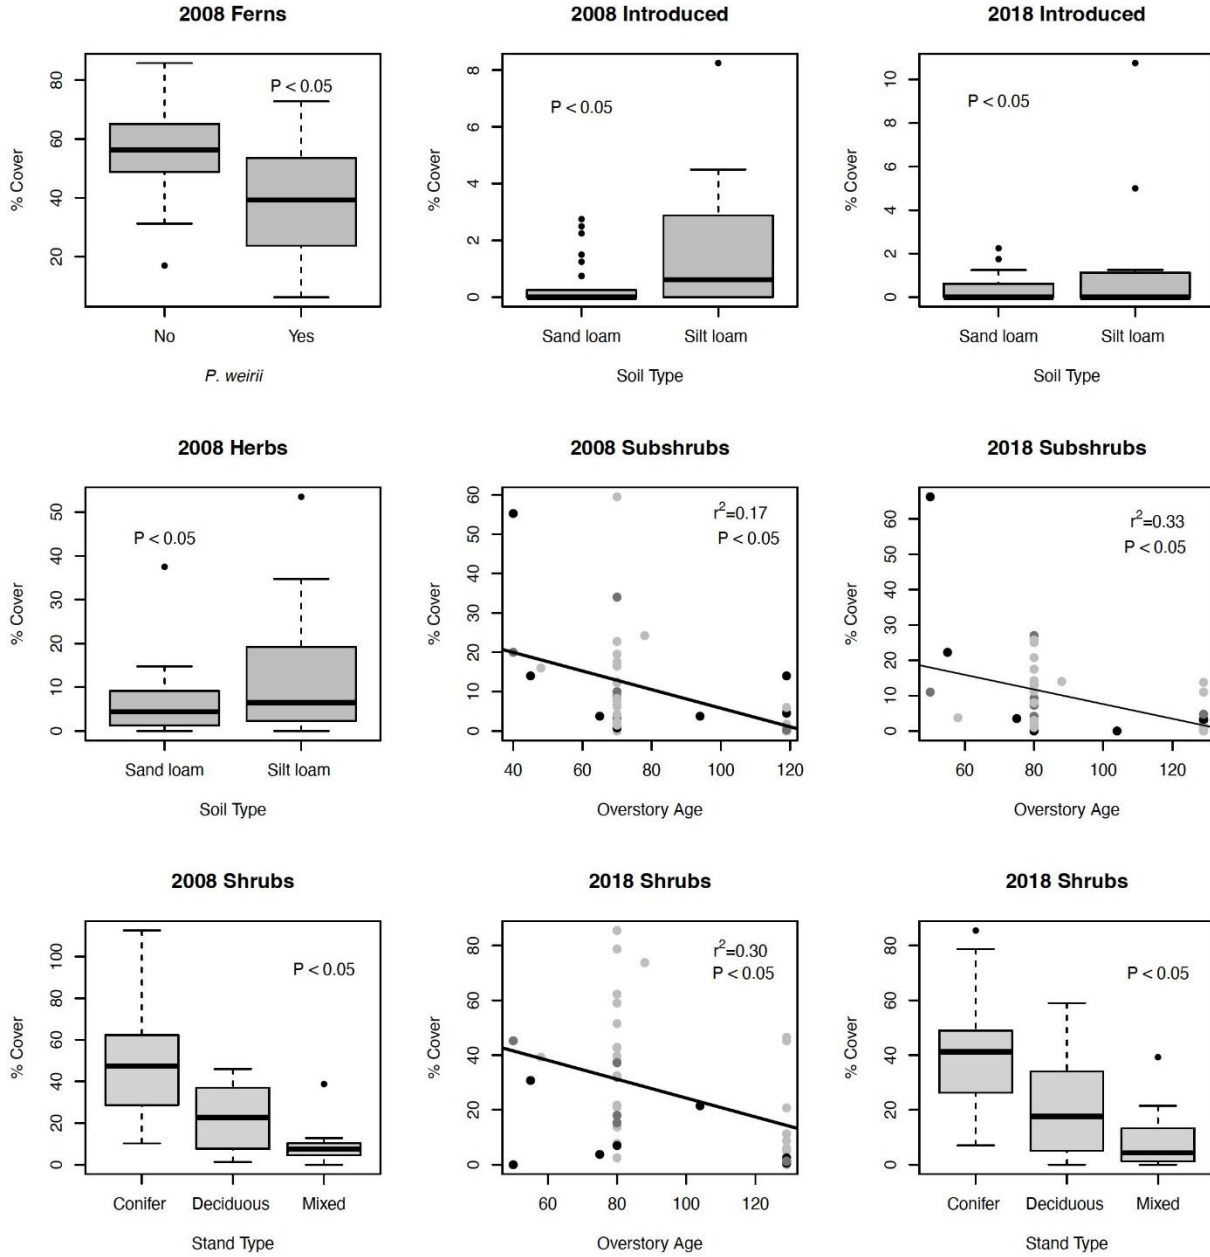 2008 Ferns
% Cover
80
60
40
20
P < 0.05
No Yes
P. weirii
2008 Introduced
% Cover
8
6
4
2
0
P < 0.05
Sand loam Silt loam
Soil Type
2018 Introduced
% Cover
10
8
6
4
2
0
P < 0.05
Sand loam Silt loam
Soil Type
2008 Herbs
% Cover
50
40
30
20
10
0
P < 0.05
Sand loam Silt loam
Soil Type
2008 Subshrubs
% Cover
60
50
40
30
20
10
0
r²=0.17
P < 0.05
40 60 80 100 120
Overstory Age
2018 Subshrubs
% Cover
60
50
40
30
20
10
0
r²=0.33
P < 0.05
60 80 100 120
Overstory Age
2008 Shrubs
% Cover
100
80
60
40
20
0
P < 0.05
Conifer Deciduous Mixed
Stand Type
2018 Shrubs
% Cover
80
60
40
20
0
r²=0.30
P < 0.05
60 80 100 120
Overstory Age
2018 Shrubs
% Cover
80
60
40
20
0
P < 0.05
Conifer Deciduous Mixed
Stand Type